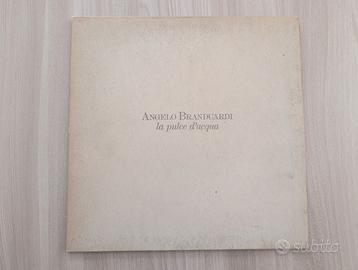 ANGELO BRANDUARDI
la pulce d'acqua
subito